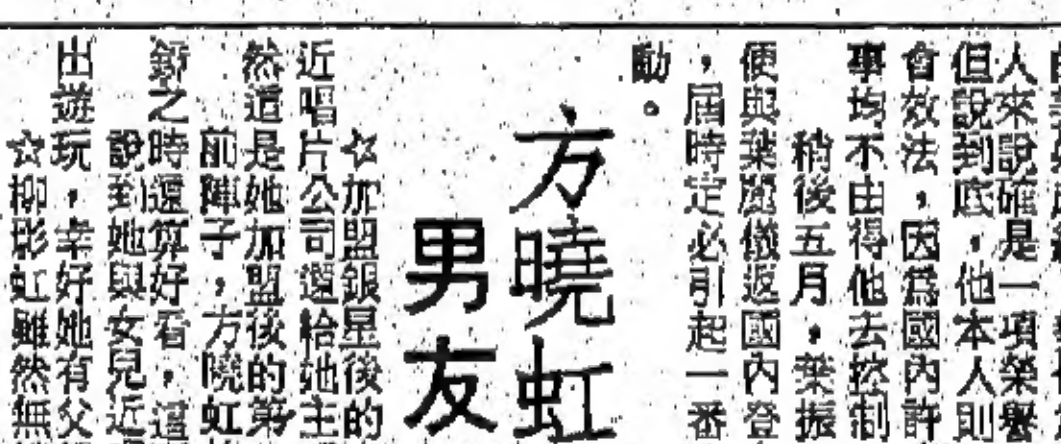 人來說確是一項榮譽
但說到底，他本人則
會效法，因為國內許
事均不由得他去控制
稍後五月，葉振
便與葉麗儀返國內登
，屆時定必引起一番
動。
方曉虹
男友
☆加盟銀星後的
近唱片公司還給她主
然這是她加盟後的第
前陣子，方曉虹
新之時還算好看，這
說到她與女兒近
出遊玩，幸好她有父
☆柳影虹雖然無